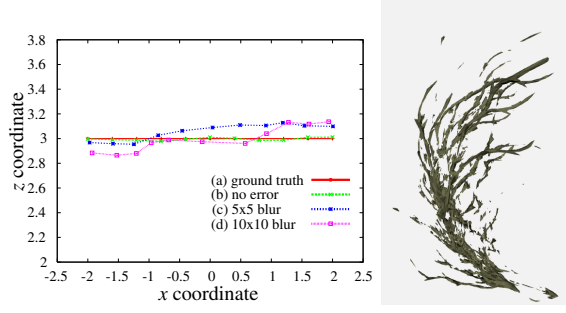 3.8
3.6
3.4
3.2
3
2.8
2.6
2.4
2.2
2
z coordinate
(a) ground truth
(b) no error
(c) 5x5 blur
(d) 10x10 blur
-2.5 -2 -1.5 -1 -0.5 0 0.5 1 1.5 2 2.5
x coordinate